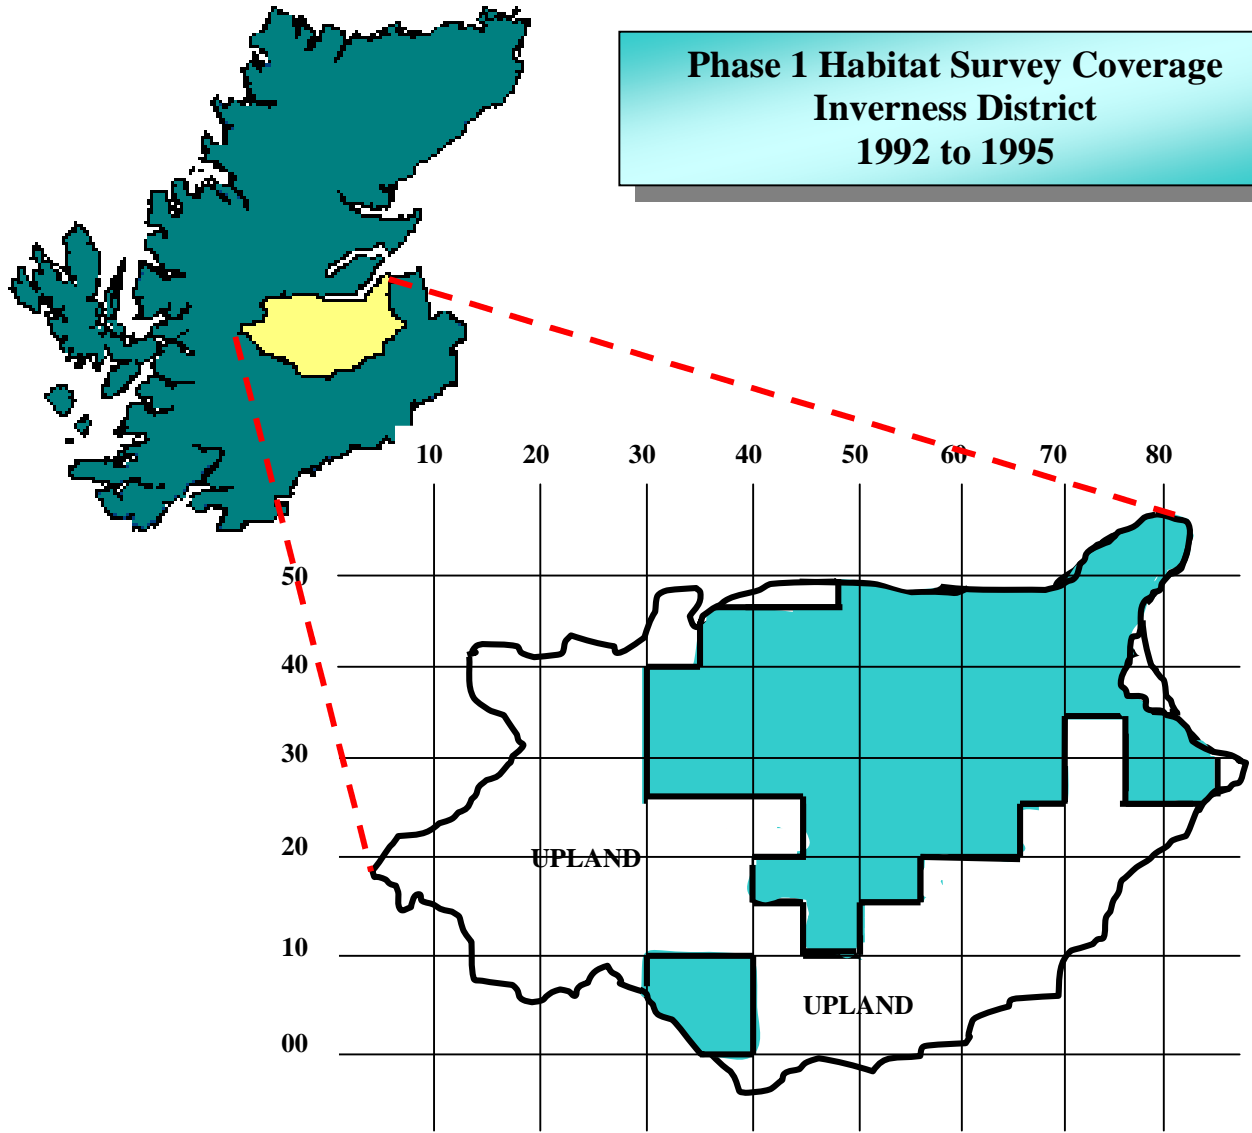 Phase 1 Habitat Survey Coverage
Inverness District
1992 to 1995
10 20 30 40 50 60 70 80
50
40
30
20
UPLAND
10
UPLAND
00